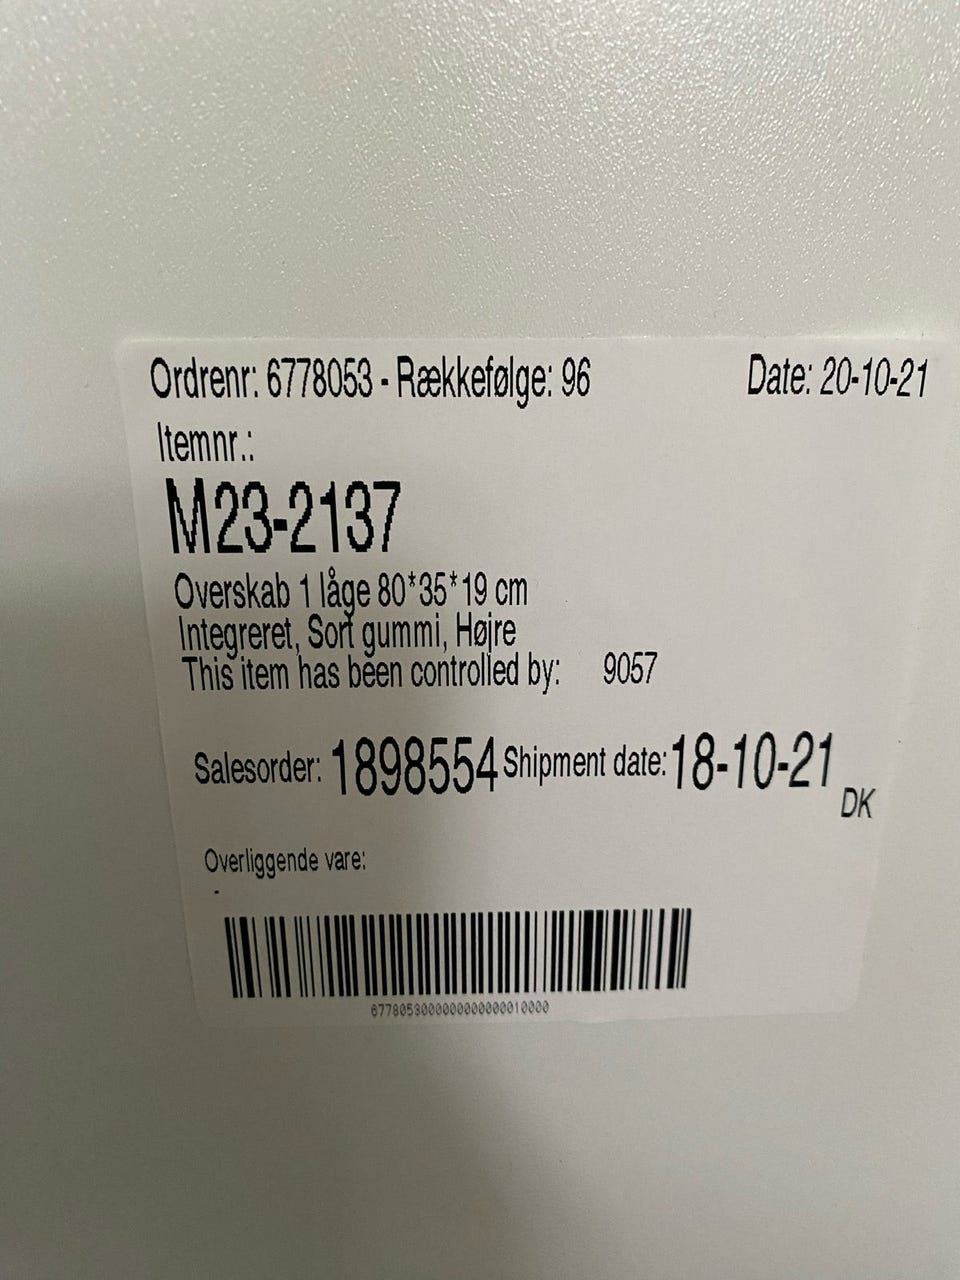 Ordrenr: 6778053 - Rækkefølge: 96 Date: 20-10-21
Itemnr.:
M23-2137
Overskab 1 låge 80*35*19 cm
Integreret, Sort gummi, Højre
This item has been controlled by: 9057
Salesorder: 1898554 Shipment date: 18-10-21
DK
Overliggende vare:
-
6778053000000000000010000